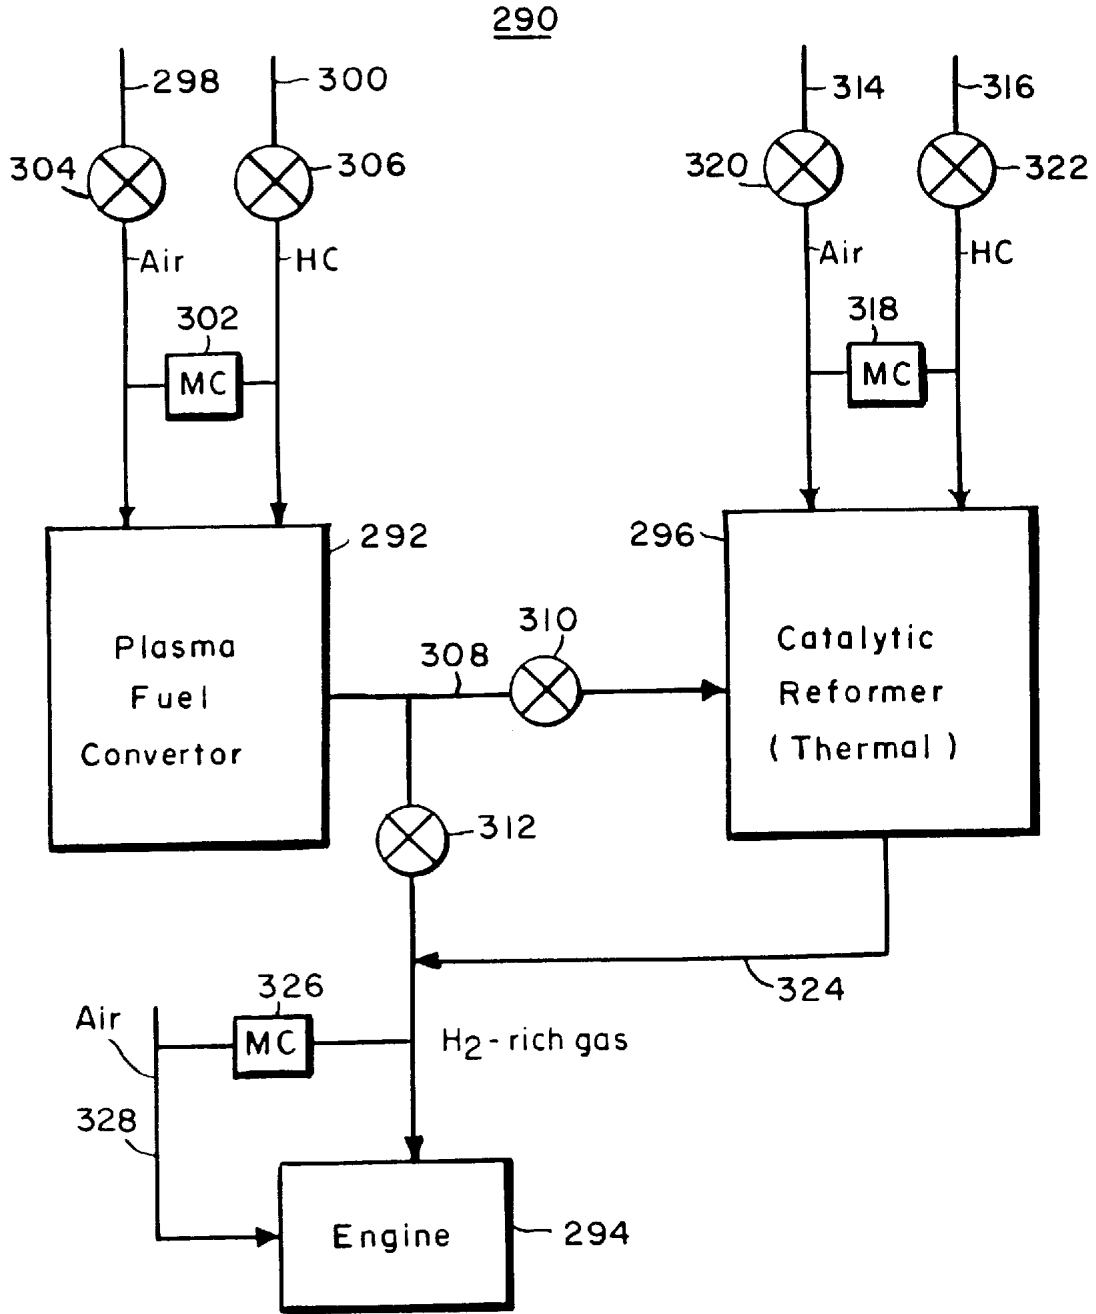 290
298
300
314
316
304
306
320
322
Air
HC
Air
HC
302
MC
318
MC
292
296
Plasma
Fuel
Convertor
308
310
Catalytic
Reformer
(Thermal)
312
324
326
Air
MC
H2-rich gas
328
Engine
294